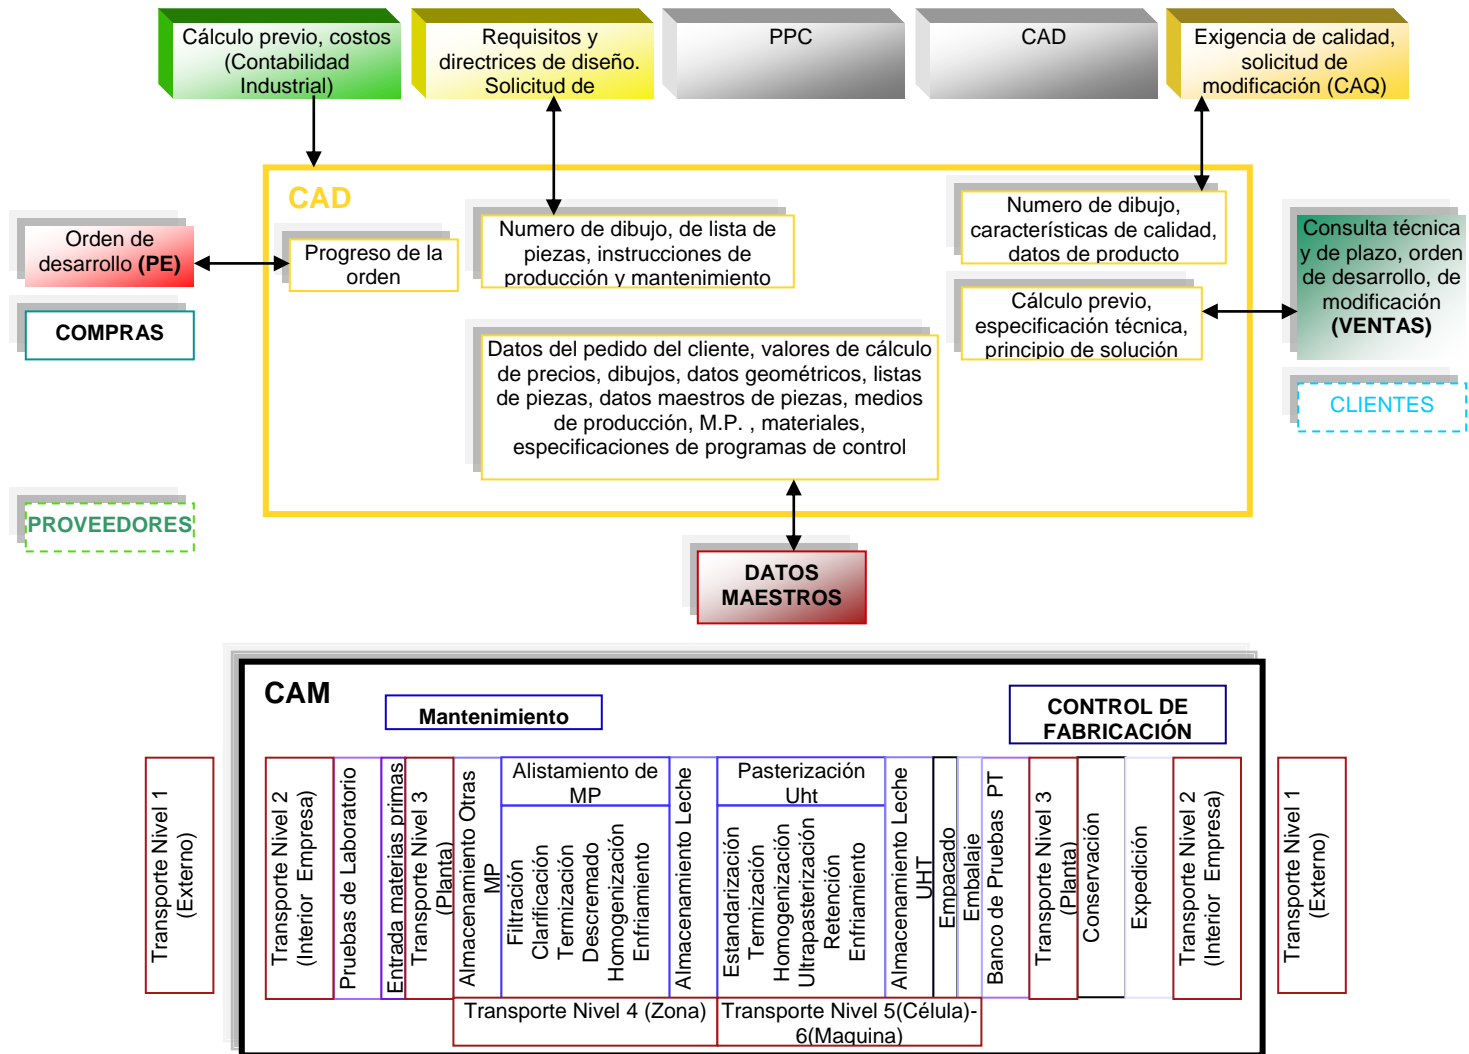 Cálculo previo, costos
(Contabilidad
Industrial)
Requisitos y
directrices de diseño.
Solicitud de
PPC
CAD
Exigencia de calidad,
solicitud de
modificación (CAQ)
CAD
Orden de
desarrollo (PE)
Progreso de la
orden
Numero de dibujo, de lista de
piezas, instrucciones de
producción y mantenimiento
Numero de dibujo,
características de calidad,
datos de producto
Consulta técnica
y de plazo, orden
de desarrollo, de
modificación
(VENTAS)
COMPRAS
Cálculo previo,
especificación técnica,
principio de solución
Datos del pedido del cliente, valores de cálculo
de precios, dibujos, datos geométricos, listas
de piezas, datos maestros de piezas, medios
de producción, M.P. , materiales,
especificaciones de programas de control
CLIENTES
PROVEEDORES
DATOS
MAESTROS
CAM
Mantenimiento
CONTROL DE
FABRICACIÓN
Transporte Nivel 1
(Externo)
Transporte Nivel 2
(Interior Empresa)
Pruebas de Laboratorio
Entrada materias primas
Transporte Nivel 3
(Planta)
Almacenamiento Otras
MP
Alistamiento de
MP
Filtración
Clarificación
Termización
Descremado
Homogenización
Enfriamiento
Almacenamiento Leche
Pasterización
Uht
Estandarización
Termización
Homogenización
Ultrapasterización
Retención
Enfriamiento
Almacenamiento Leche
UHT
Empacado
Embalaje
Banco de Pruebas PT
Transporte Nivel 3
(Planta)
Conservación
Expedición
Transporte Nivel 2
(Interior Empresa)
Transporte Nivel 1
(Externo)
Transporte Nivel 4 (Zona)
Transporte Nivel 5(Célula)-
6(Maquina)